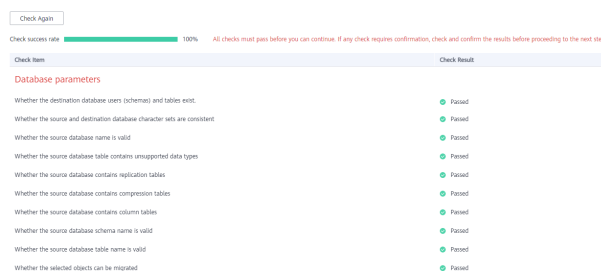 Check Again
Check success rate 100% All checks must pass before you can continue. If any check requires confirmation, check and confirm the results before proceeding to the next ste
Check Item Check Result
Database parameters
Whether the destination database users (schemas) and tables exist. Passed
Whether the source and destination database character sets are consistent Passed
Whether the source database name is valid Passed
Whether the source database table contains unsupported data types Passed
Whether the source database contains replication tables Passed
Whether the source database contains compression tables Passed
Whether the source database contains column tables Passed
Whether the source database schema name is valid Passed
Whether the source database table name is valid Passed
Whether the selected objects can be migrated Passed